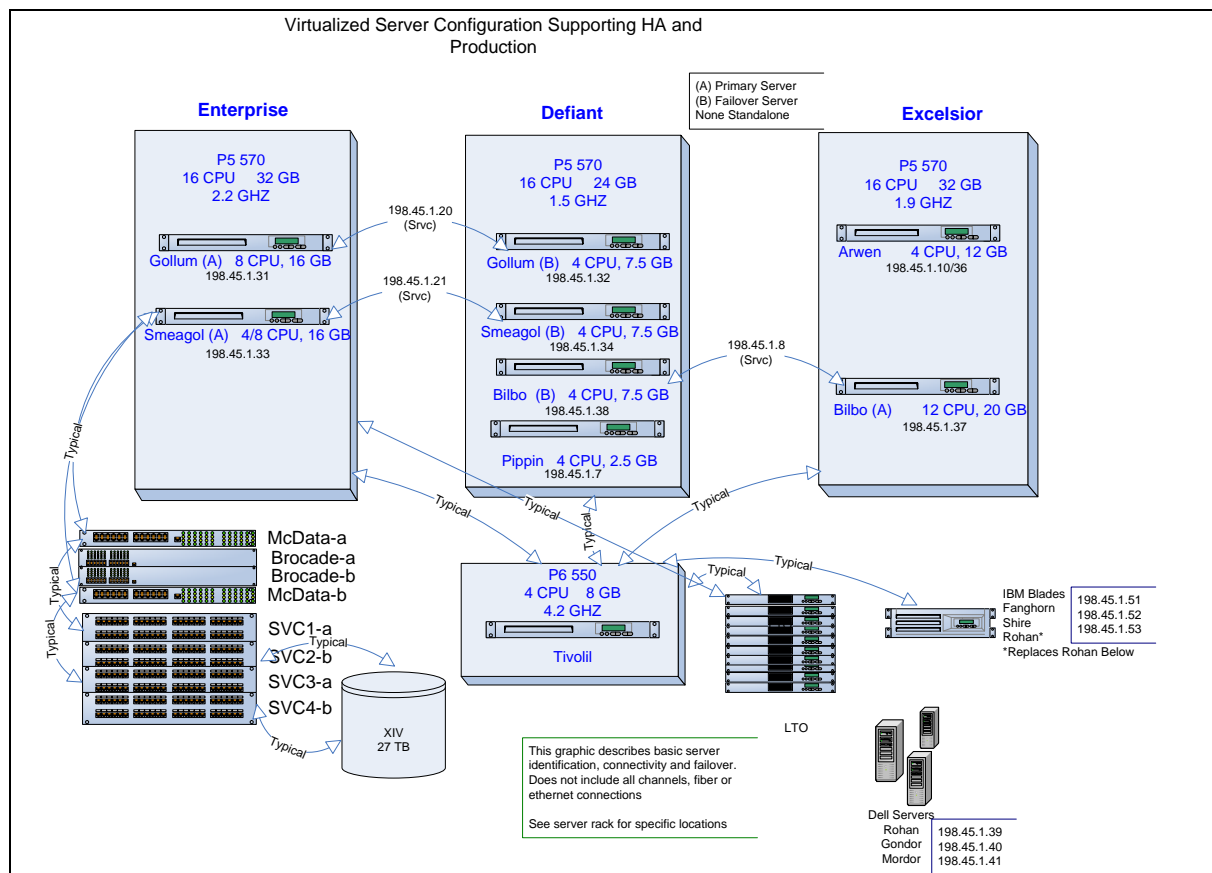 Virtualized Server Configuration Supporting HA and
Production
(A) Primary Server
(B) Failover Server
None Standalone
Enterprise
P5 570
16 CPU 32 GB
2.2 GHZ
Gollum (A) 8 CPU, 16 GB
198.45.1.31
Smeagol (A) 4/8 CPU, 16 GB
198.45.1.33
198.45.1.20
(Srvc)
198.45.1.21
(Srvc)
Defiant
P5 570
16 CPU 24 GB
1.5 GHZ
Gollum (B) 4 CPU, 7.5 GB
198.45.1.32
Smeagol (B) 4 CPU, 7.5 GB
198.45.1.34
Bilbo (B) 4 CPU, 7.5 GB
198.45.1.38
Pippin 4 CPU, 2.5 GB
198.45.1.7
198.45.1.8
(Srvc)
Excelsior
P5 570
16 CPU 32 GB
1.9 GHZ
Arwen 4 CPU, 12 GB
198.45.1.10/36
Bilbo (A) 12 CPU, 20 GB
198.45.1.37
Typical
Typical
Typical
Typical
Typical
Typical
Typical
Typical
Typical
Typical
McData-a
Brocade-a
Brocade-b
McData-b
SVC1-a
SVC2-b
SVC3-a
SVC4-b
XIV
27 TB
P6 550
4 CPU 8 GB
4.2 GHZ
Tivolil
LTO
IBM Blades
Fanghorn 198.45.1.51
Shire 198.45.1.52
Rohan* 198.45.1.53
*Replaces Rohan Below
This graphic describes basic server
identification, connectivity and failover.
Does not include all channels, fiber or
ethernet connections
See server rack for specific locations
Dell Servers
Rohan 198.45.1.39
Gondor 198.45.1.40
Mordor 198.45.1.41